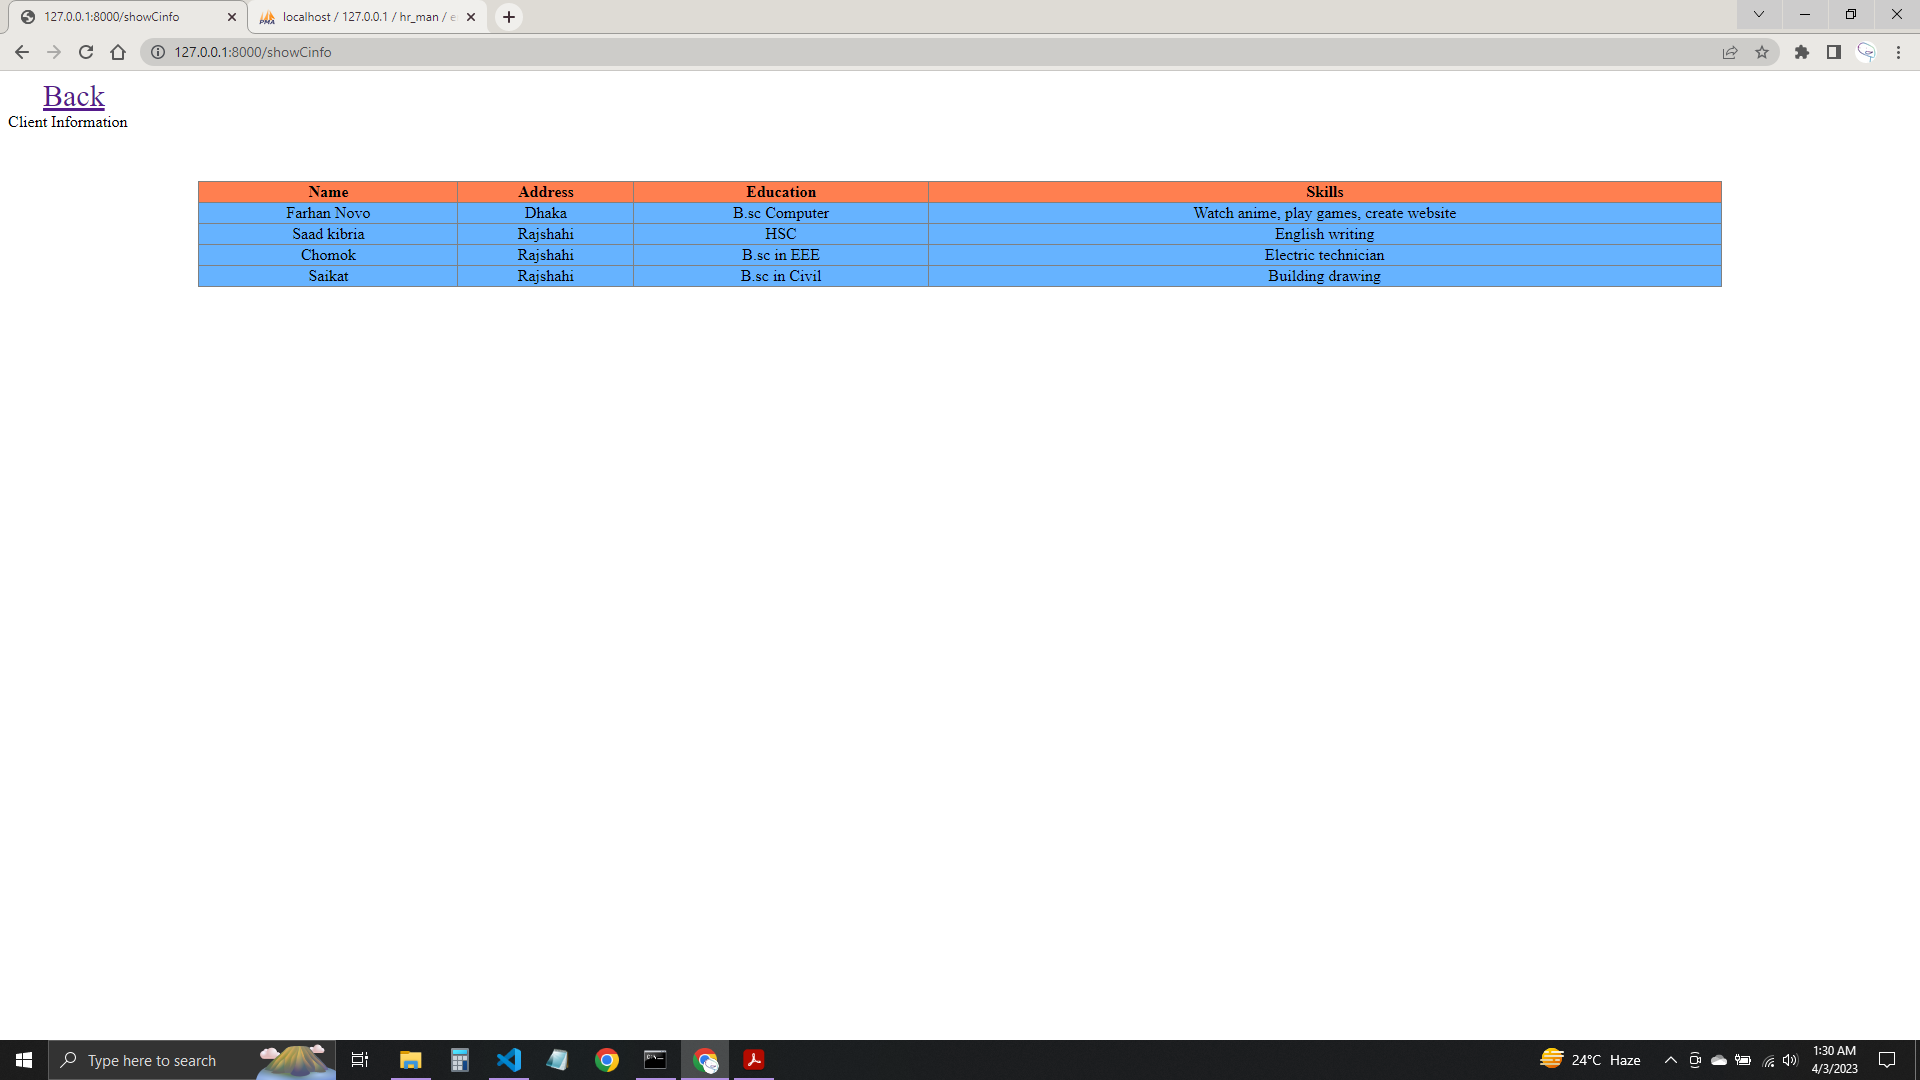 127.0.0.1:8000/showCinfo
localhost / 127.0.0.1 / hr_man / e
127.0.0.1:8000/showCinfo
Back
Client Information
Name Address Education Skills
Farhan Novo Dhaka B.sc Computer Watch anime, play games, create website
Saad kibria Rajshahi HSC English writing
Chomok Rajshahi B.sc in EEE Electric technician
Saikat Rajshahi B.sc in Civil Building drawing
Type here to search
24°C Haze
1:30 AM
4/3/2023